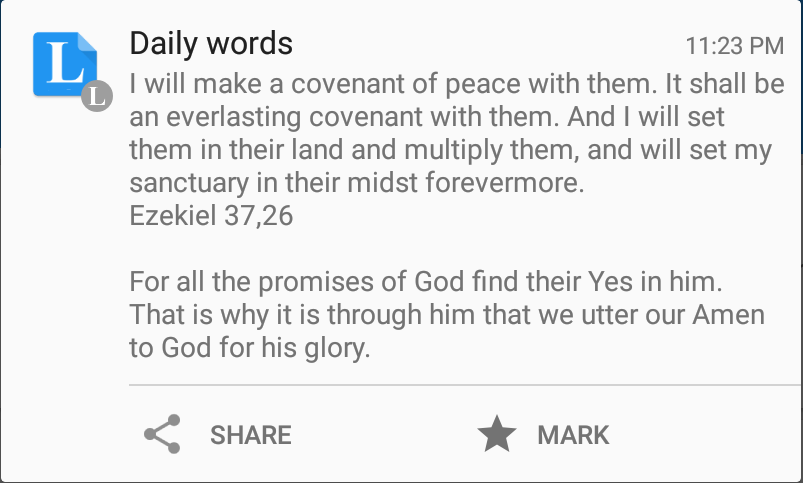 L
L
Daily words
11:23 PM
I will make a covenant of peace with them. It shall be
an everlasting covenant with them. And I will set
them in their land and multiply them, and will set my
sanctuary in their midst forevermore.
Ezekiel 37,26
For all the promises of God find their Yes in him.
That is why it is through him that we utter our Amen
to God for his glory.
SHARE
MARK